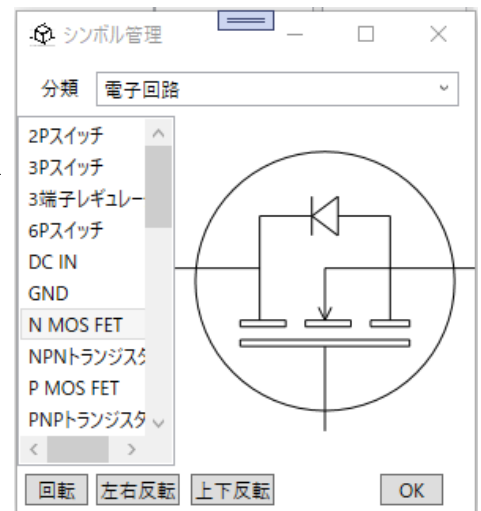 シンボル管理
分類 電子回路
2Pスイッチ
3Pスイッチ
3端子レギュレー
6Pスイッチ
DC IN
GND
N MOS FET
NPNトランジスタ
P MOS FET
PNPトランジスタ
回転 左右反転 上下反転 OK